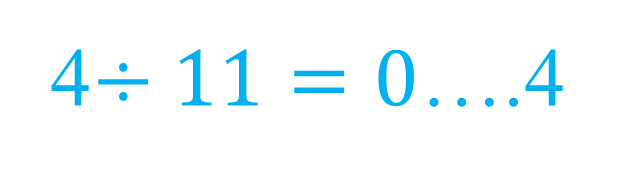 4÷ 11 = 0....4